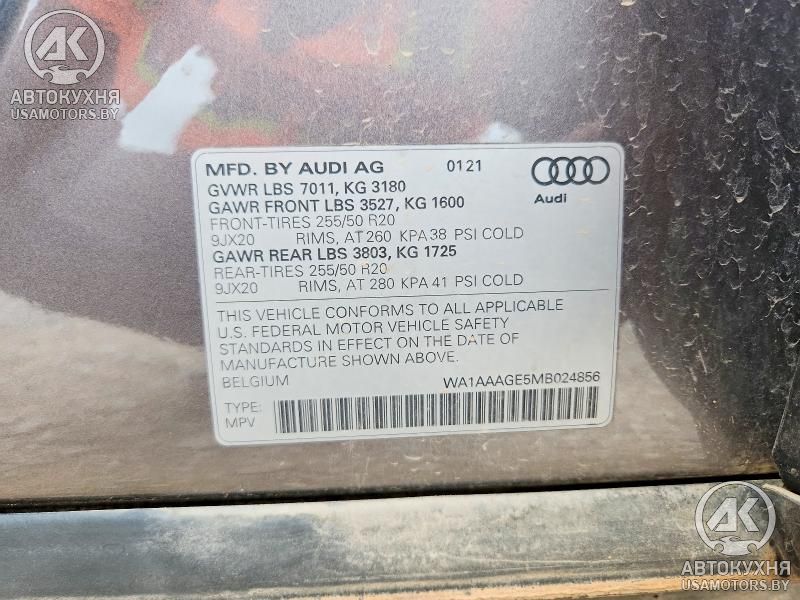 AK
АВТОКУХНЯ
USAMOTORS.BY
MFD. BY AUDI AG 0121
GVWR LBS 7011, KG 3180
GAWR FRONT LBS 3527, KG 1600
FRONT-TIRES 255/50 R20
9JX20 RIMS, AT 260 KPA 38 PSI COLD
GAWR REAR LBS 3803, KG 1725
REAR-TIRES 255/50 R20
9JX20 RIMS, AT 280 KPA 41 PSI COLD
Audi
THIS VEHICLE CONFORMS TO ALL APPLICABLE
U.S. FEDERAL MOTOR VEHICLE SAFETY
STANDARDS IN EFFECT ON THE DATE OF
MANUFACTURE SHOWN ABOVE.
BELGIUM WA1AAAGE5MB024856
TYPE:
MPV
AK
АВТОКУХНЯ
USAMOTORS.BY